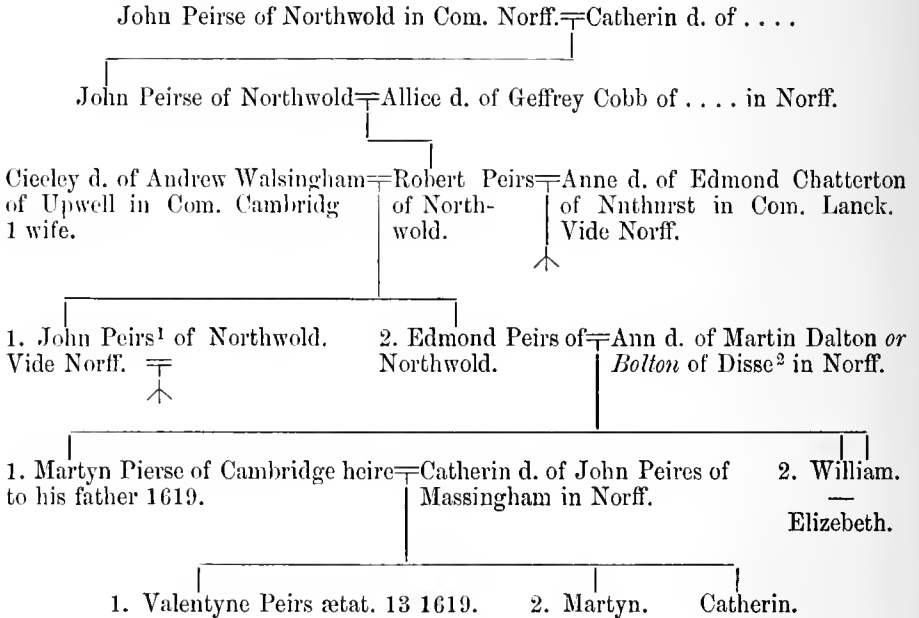 John Peirse of Northwold in Com. Norff.=Catherin d. of . . . .
John Peirse of Northwold=Allice d. of Geffrey Cobb of . . . . in Norff.
Ciceley d. of Andrew Walsingham=Robert Peirs=Anne d. of Edmond Chatterton
of Upwell in Com. Cambridg of North- of Nuthurst in Com. Lanck.
1 wife. wold. Vide Norff.
1. John Peirs¹ of Northwold. 2. Edmond Peirs of=Ann d. of Martin Dalton or
Vide Norff. Northwold. Bolton of Disse² in Norff.
1. Martyn Pierse of Cambridge heire=Catherin d. of John Peires of 2. William.
to his father 1619. Massingham in Norff. —
Elizebeth.
1. Valentyne Peirs ætat. 13 1619. 2. Martyn. Catherin.